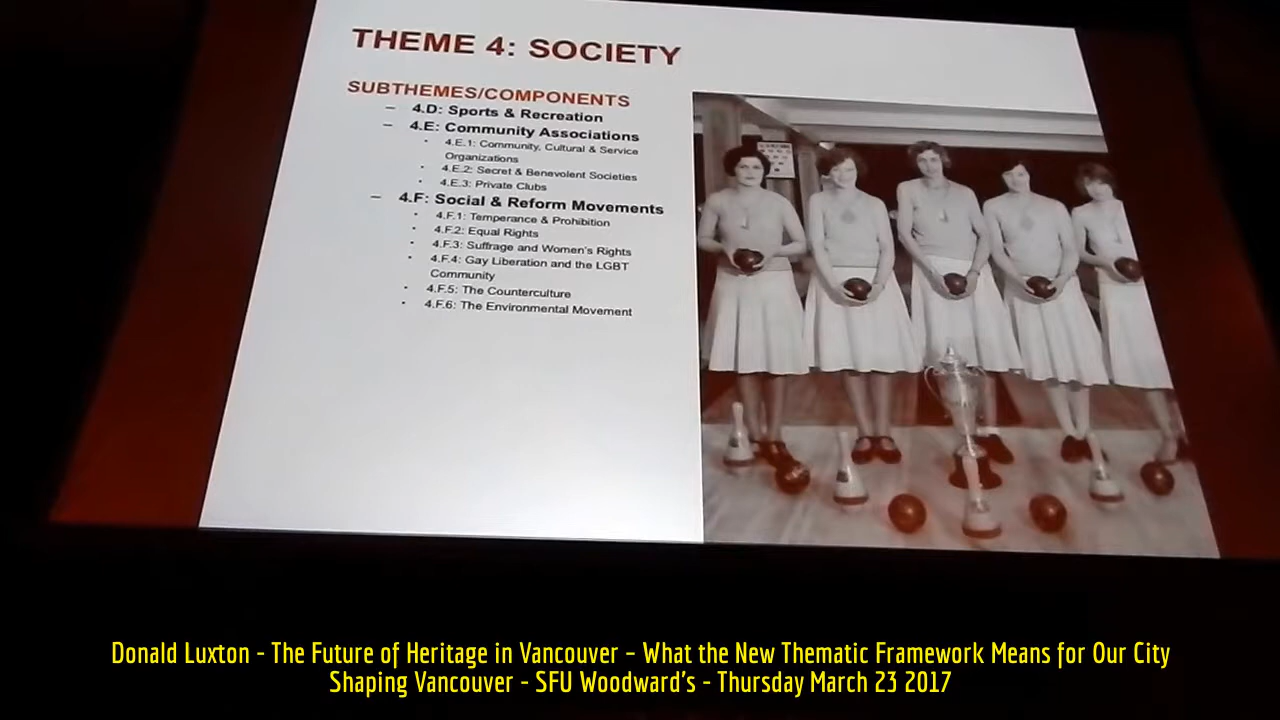 THEME 4: SOCIETY
SUBTHEMES/COMPONENTS
– 4.D: Sports & Recreation
– 4.E: Community Associations
• 4.E.1: Community, Cultural & Service
Organizations
• 4.E.2: Secret & Benevolent Societies
• 4.E.3: Private Clubs
– 4.F: Social & Reform Movements
• 4.F.1: Temperance & Prohibition
• 4.F.2: Equal Rights
• 4.F.3: Suffrage and Women's Rights
• 4.F.4: Gay Liberation and the LGBT
Community
• 4.F.5: The Counterculture
• 4.F.6: The Environmental Movement
Donald Luxton - The Future of Heritage in Vancouver – What the New Thematic Framework Means for Our City
Shaping Vancouver - SFU Woodward's - Thursday March 23 2017